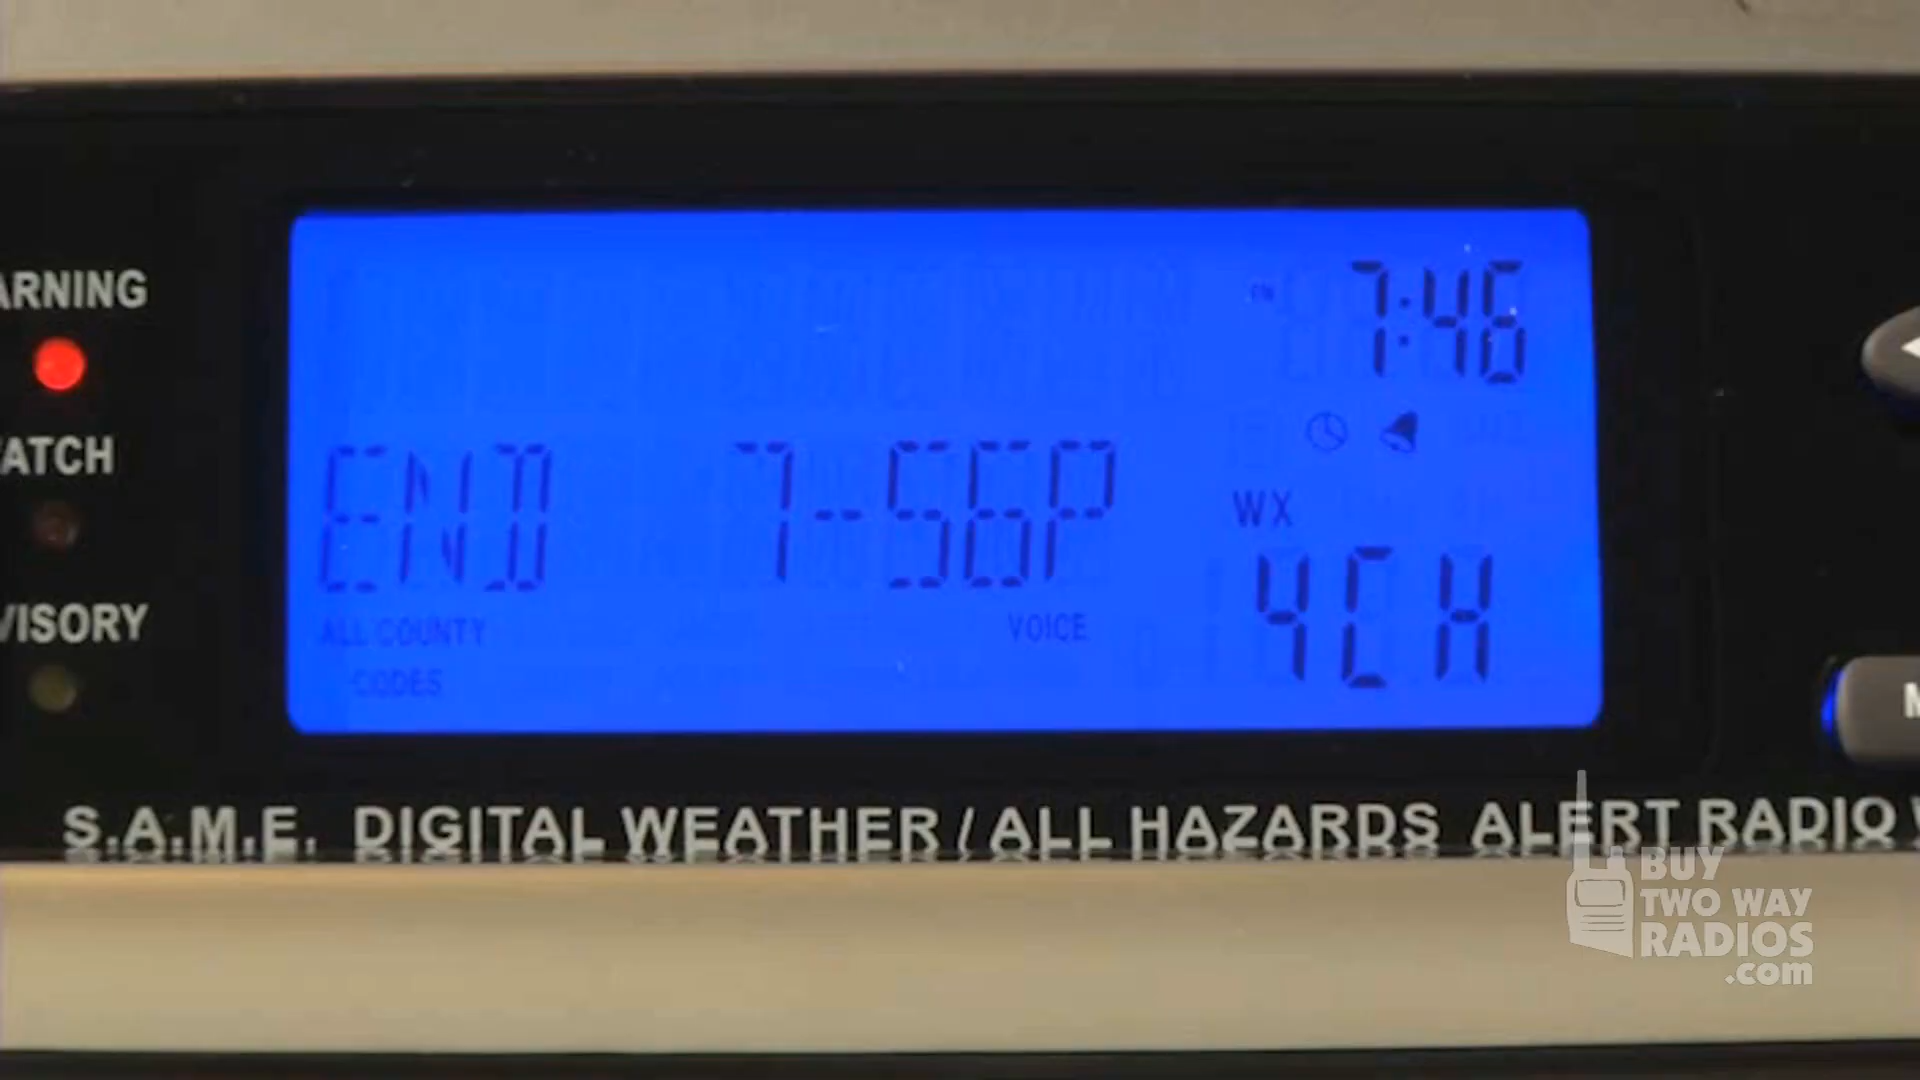 ARNING
PM 7:46
ATCH
END 7-56P
WX
4CH
VISORY
ALL COUNTY
CODES
VOICE
M
S.A.M.E. DIGITAL WEATHER / ALL HAZARDS ALERT RADIO
BUY
TWO WAY
RADIOS
.com